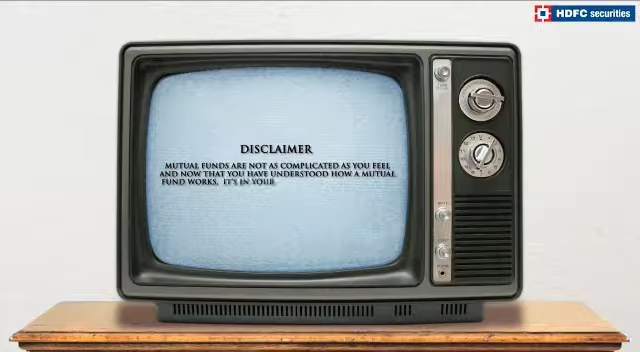 HDFC securities
DISCLAIMER
MUTUAL FUNDS ARE NOT AS COMPLICATED AS YOU FEEL
AND NOW THAT YOU HAVE UNDERSTOOD HOW A MUTUAL
FUND WORKS, IT'S IN YOUR